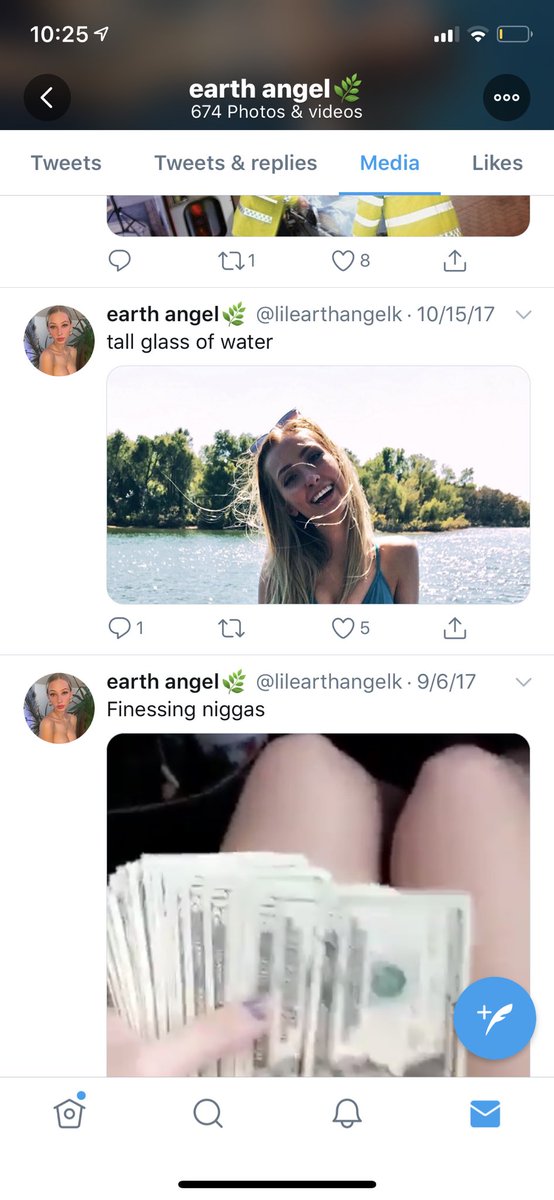 10:25
earth angel🌿
674 Photos & videos
Tweets Tweets & replies Media Likes
1 8
earth angel🌿 @lilearthangelk · 10/15/17
tall glass of water
1 5
earth angel🌿 @lilearthangelk · 9/6/17
Finessing niggas